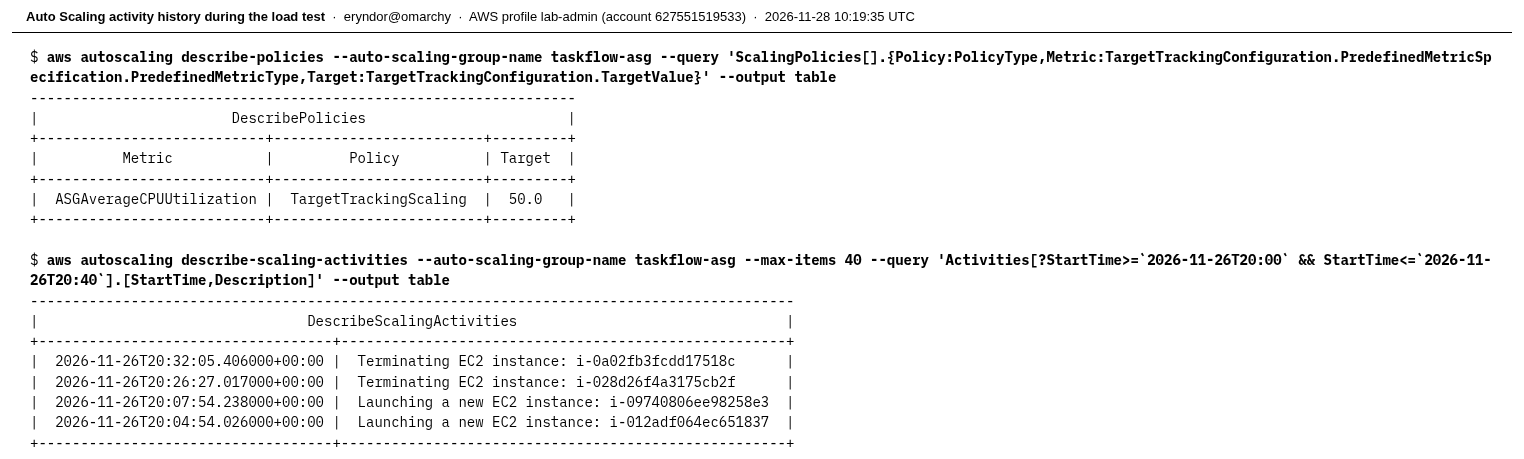 Auto Scaling activity history during the load test · eryndor@omarchy · AWS profile lab-admin (account 627551519533) · 2026-11-28 10:19:35 UTC
$ aws autoscaling describe-policies --auto-scaling-group-name taskflow-asg --query 'ScalingPolicies[].{Policy:PolicyType,Metric:TargetTrackingConfiguration.PredefinedMetricSp
ecification.PredefinedMetricType,Target:TargetTrackingConfiguration.TargetValue}' --output table
-----------------------------------------------------------------
|                       DescribePolicies                        |
+---------------------------+-------------------------+---------+
|          Metric           |         Policy          | Target  |
+---------------------------+-------------------------+---------+
|  ASGAverageCPUUtilization |  TargetTrackingScaling  |  50.0   |
+---------------------------+-------------------------+---------+
$ aws autoscaling describe-scaling-activities --auto-scaling-group-name taskflow-asg --max-items 40 --query 'Activities[?StartTime>=`2026-11-26T20:00` && StartTime<=`2026-11-
26T20:40`].[StartTime,Description]' --output table
-------------------------------------------------------------------------------------------
|                                DescribeScalingActivities                                |
+-----------------------------------+-----------------------------------------------------+
|  2026-11-26T20:32:05.406000+00:00 |  Terminating EC2 instance: i-0a02fb3fcdd17518c      |
|  2026-11-26T20:26:27.017000+00:00 |  Terminating EC2 instance: i-028d26f4a3175cb2f      |
|  2026-11-26T20:07:54.238000+00:00 |  Launching a new EC2 instance: i-09740806ee98258e3  |
|  2026-11-26T20:04:54.026000+00:00 |  Launching a new EC2 instance: i-012adf064ec651837  |
+-----------------------------------+-----------------------------------------------------+